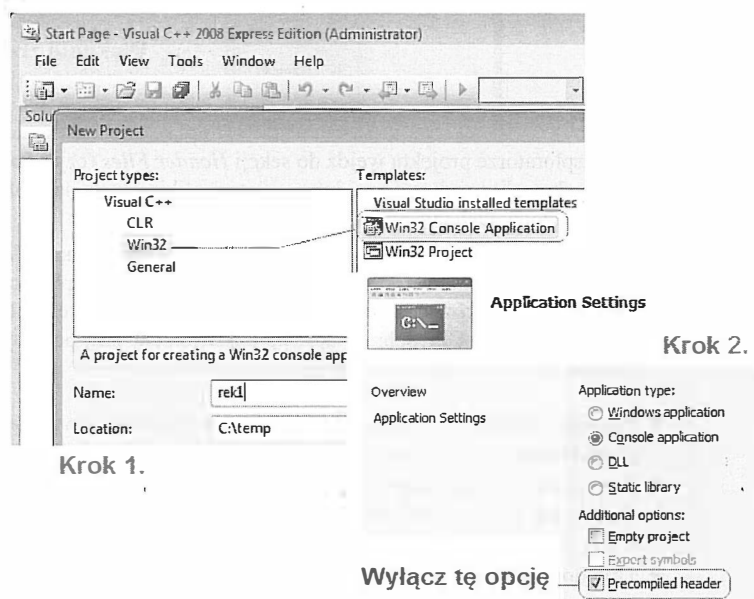 Start Page - Visual C++ 2008 Express Edition (Administrator)
File Edit View Tools Window Help
Solu
New Project
Project types:
Visual C++
CLR
Win32
General
Templates:
Visual Studio installed templates
Win32 Console Application
Win32 Project
A project for creating a Win32 console app
Name: rek1
Location: C:\temp
Krok 1.
C:\_
Application Settings
Krok 2.
Overview
Application Settings
Application type:
Windows application
Console application
DLL
Static library
Additional options:
Empty project
Export symbols
Precompiled header
Wyłącz tę opcję